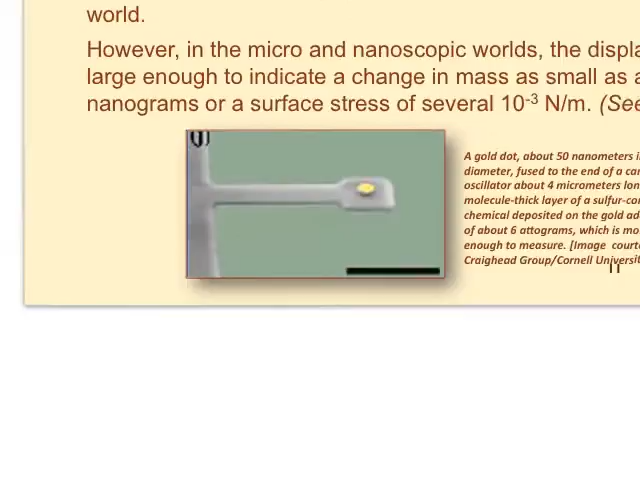 world.
However, in the micro and nanoscopic worlds, the displa
large enough to indicate a change in mass as small as a
nanograms or a surface stress of several 10-3 N/m. (See
A gold dot, about 50 nanometers i
diameter, fused to the end of a can
oscillator about 4 micrometers lon
molecule-thick layer of a sulfur-con
chemical deposited on the gold ad
of about 6 attograms, which is mo
enough to measure. [Image courte
Craighead Group/Cornell Universit
11